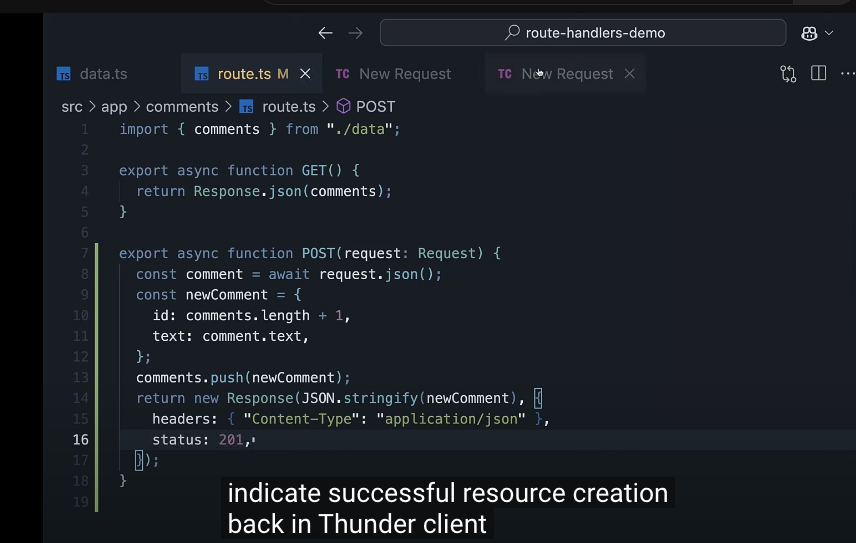 route-handlers-demo
TS data.ts
TS route.ts M
TC New Request
TC New Request
src > app > comments > TS route.ts > POST
1 import { comments } from "./data";
2
3 export async function GET() {
4 return Response.json(comments);
5 }
6
7 export async function POST(request: Request) {
8 const comment = await request.json();
9 const newComment = {
10 id: comments.length + 1,
11 text: comment.text,
12 };
13 comments.push(newComment);
14 return new Response(JSON.stringify(newComment), {
15 headers: { "Content-Type": "application/json" },
16 status: 201,
17 });
18 }
19
indicate successful resource creation
back in Thunder client